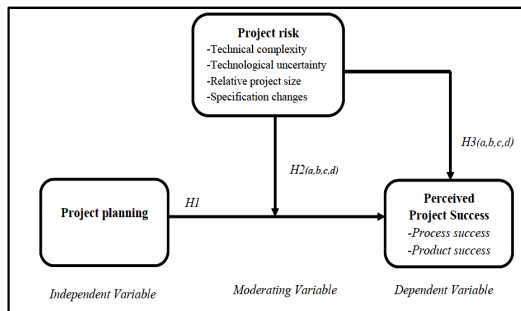 Project risk
-Technical complexity
-Technological uncertainty
-Relative project size
-Specification changes
H2(a,b,c,d)
H3(a,b,c,d)
H1
Project planning
Perceived
Project Success
-Process success
-Product success
Independent Variable
Moderating Variable
Dependent Variable